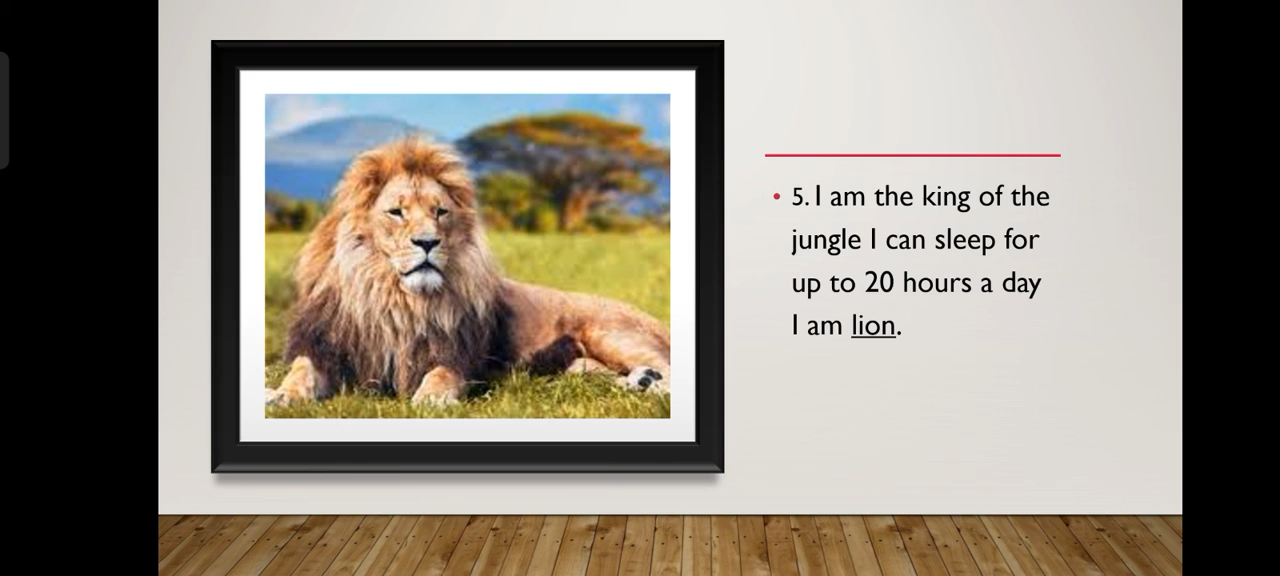 • 5. I am the king of the
jungle I can sleep for
up to 20 hours a day
I am lion.